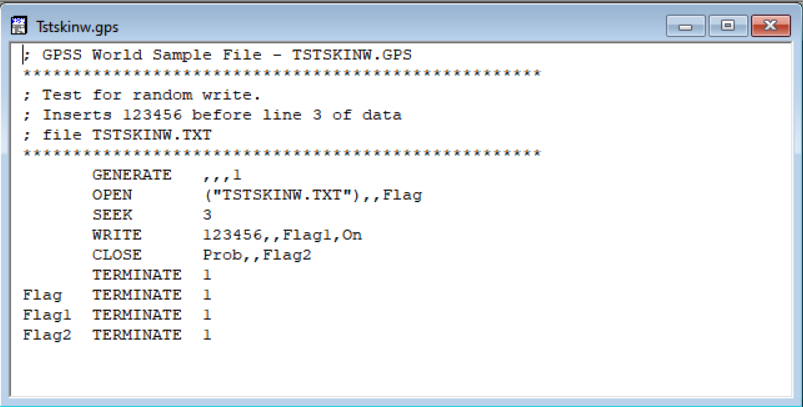 Tstskinw.gps
; GPSS World Sample File - TSTSKINW.GPS
****************************************************
; Test for random write.
; Inserts 123456 before line 3 of data
; file TSTSKINW.TXT
****************************************************
GENERATE ,,,1
OPEN ("TSTSKINW.TXT"),,Flag
SEEK 3
WRITE 123456,,Flag1,On
CLOSE Prob,,Flag2
TERMINATE 1
Flag TERMINATE 1
Flag1 TERMINATE 1
Flag2 TERMINATE 1